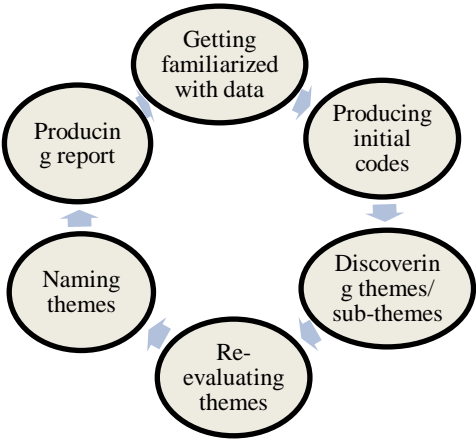 Getting
familiarized
with data
Producing
initial
codes
Discoverin
g themes/
sub-themes
Re-
evaluating
themes
Naming
themes
Producin
g report